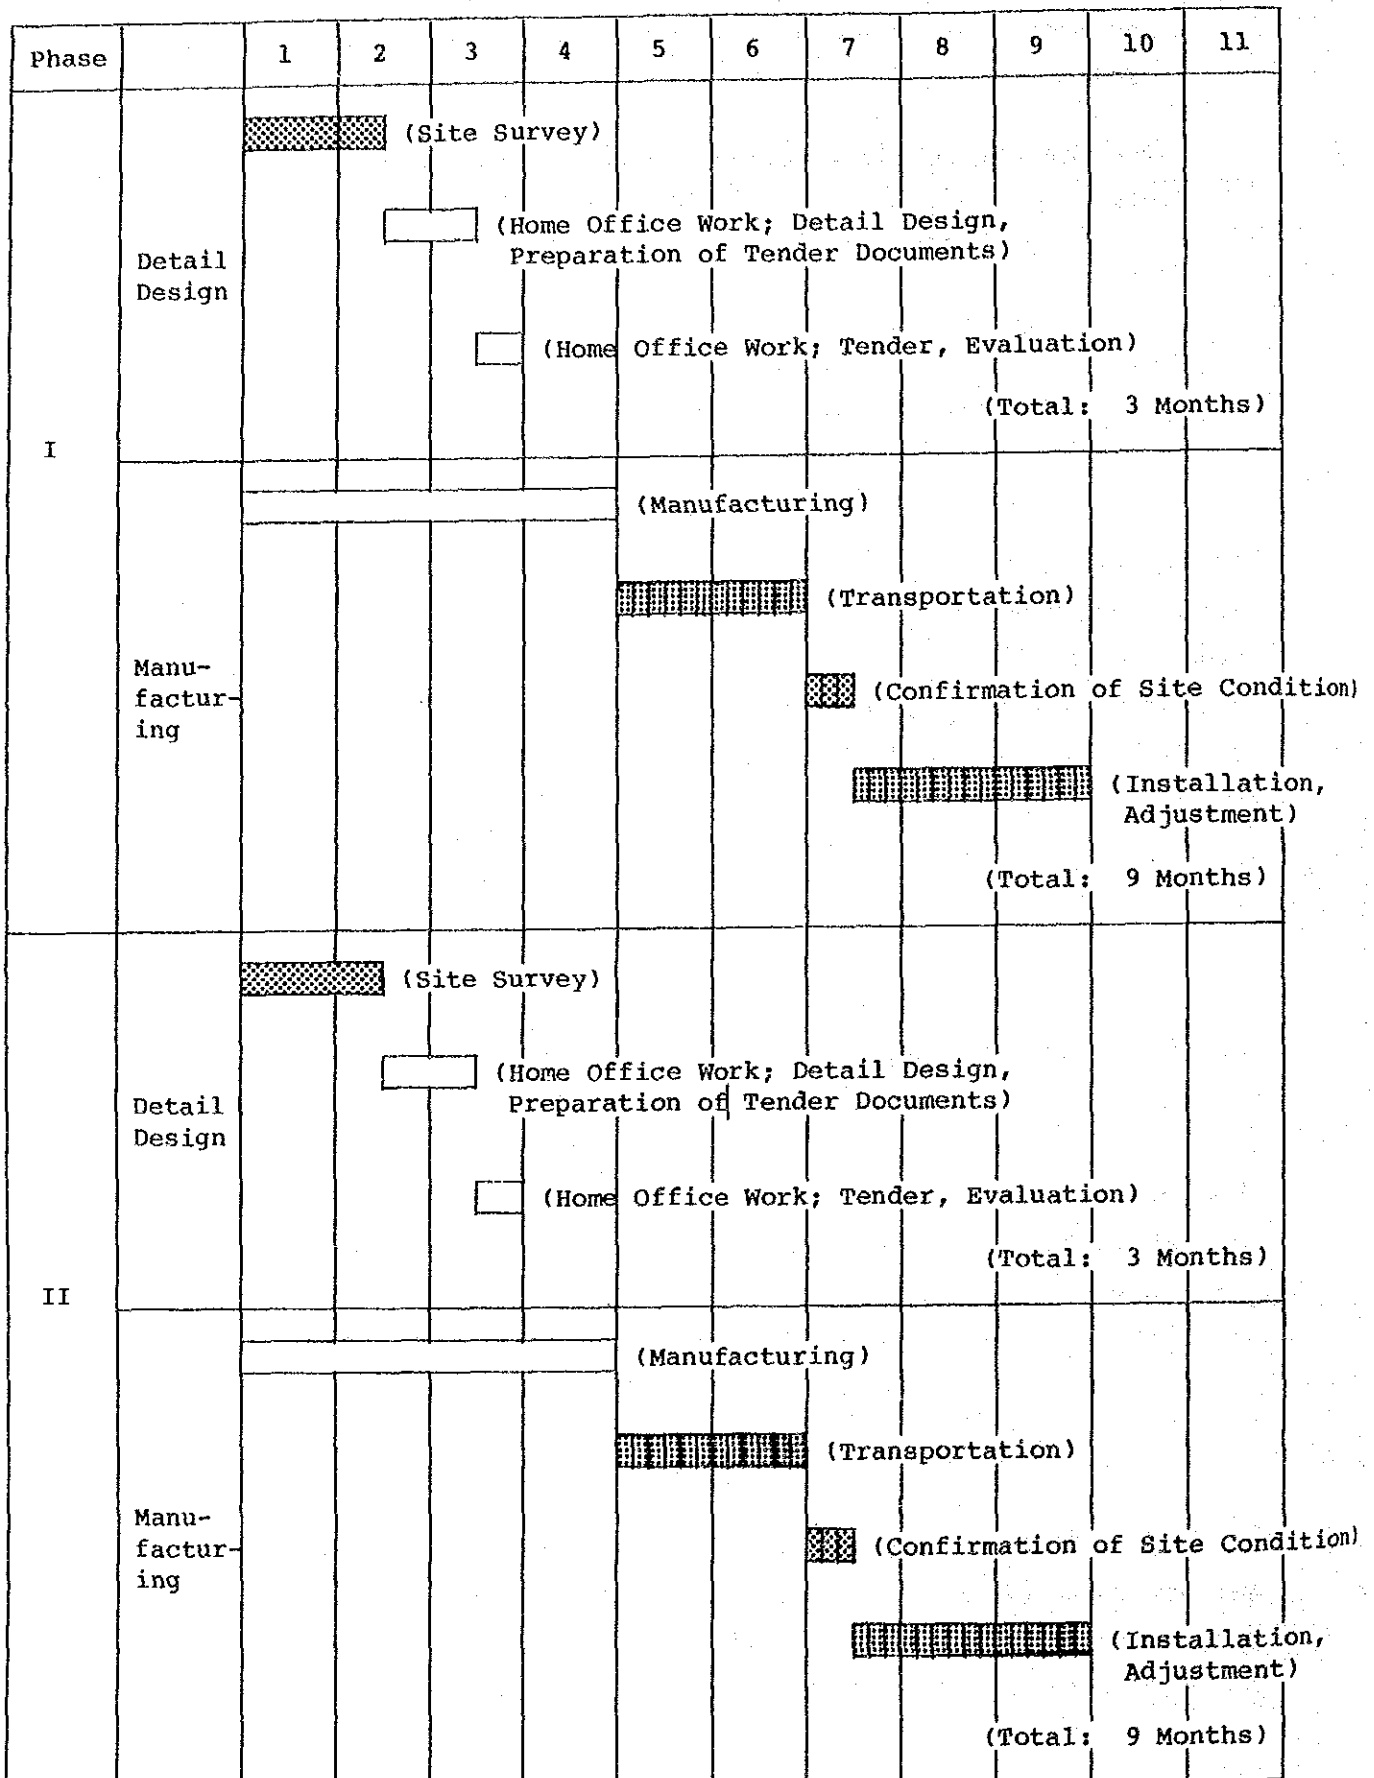 Phase 1 2 3 4 5 6 7 8 9 10 11
(Site Survey)
(Home Office Work; Detail Design,
Preparation of Tender Documents)
Detail
Design
(Home Office Work; Tender, Evaluation)
(Total: 3 Months)
I
(Manufacturing)
(Transportation)
Manu-
factur-
ing
(Confirmation of Site Condition)
(Installation,
Adjustment)
(Total: 9 Months)
(Site Survey)
(Home Office Work; Detail Design,
Preparation of Tender Documents)
Detail
Design
(Home Office Work; Tender, Evaluation)
(Total: 3 Months)
II
(Manufacturing)
(Transportation)
Manu-
factur-
ing
(Confirmation of Site Condition)
(Installation,
Adjustment)
(Total: 9 Months)